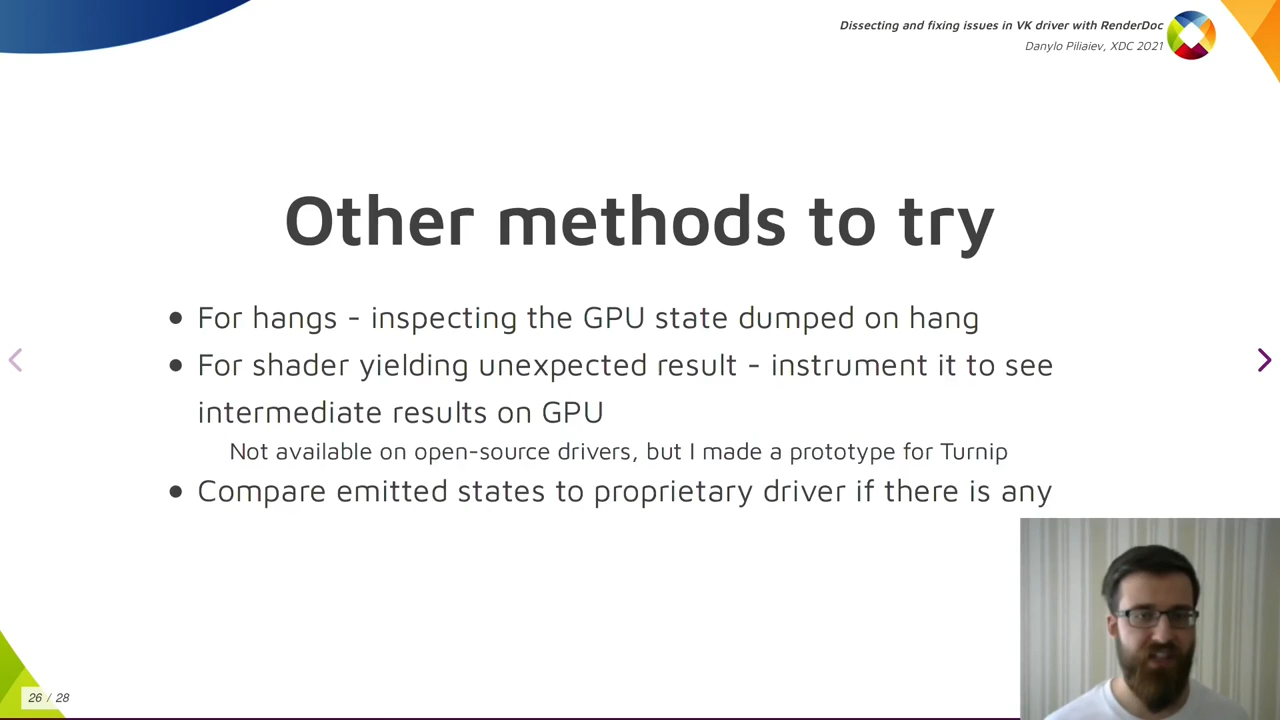 Dissecting and fixing issues in VK driver with RenderDoc
Danylo Piliaiev, XDC 2021
Other methods to try
For hangs - inspecting the GPU state dumped on hang
For shader yielding unexpected result - instrument it to see
intermediate results on GPU
Not available on open-source drivers, but I made a prototype for Turnip
Compare emitted states to proprietary driver if there is any
26 / 28